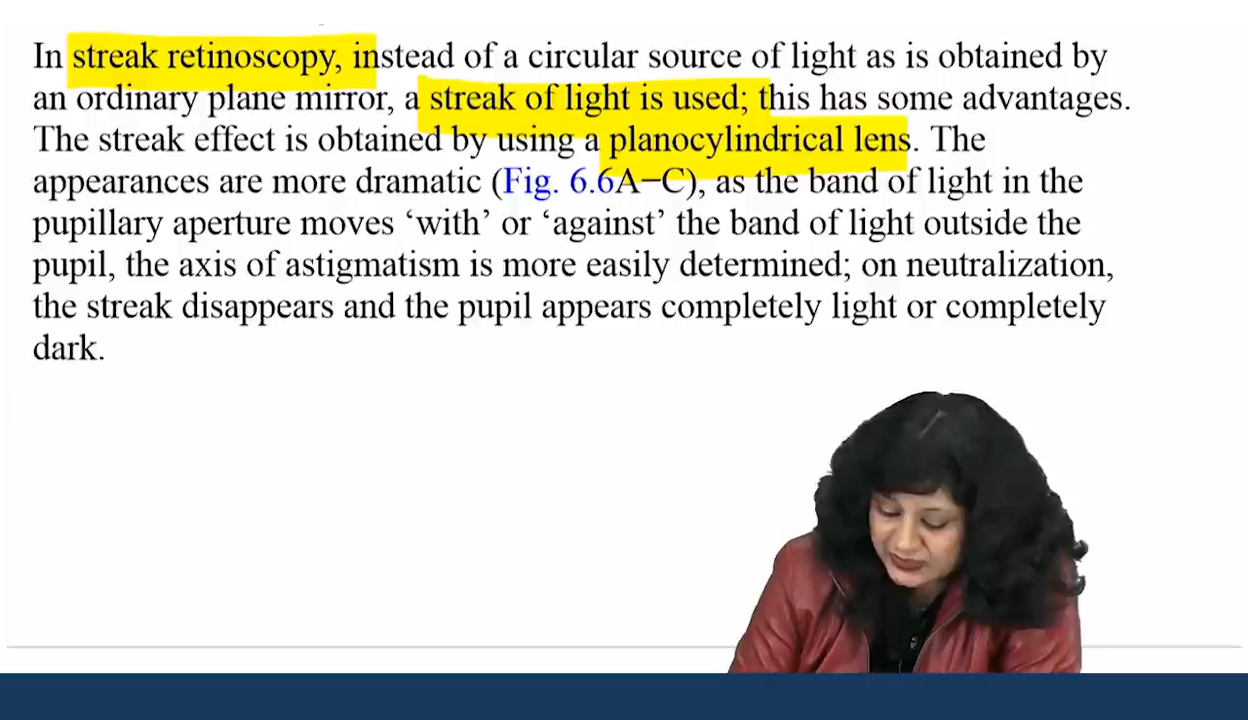 In streak retinoscopy, instead of a circular source of light as is obtained by
an ordinary plane mirror, a streak of light is used; this has some advantages.
The streak effect is obtained by using a planocylindrical lens. The
appearances are more dramatic (Fig. 6.6A–C), as the band of light in the
pupillary aperture moves ‘with’ or ‘against’ the band of light outside the
pupil, the axis of astigmatism is more easily determined; on neutralization,
the streak disappears and the pupil appears completely light or completely
dark.